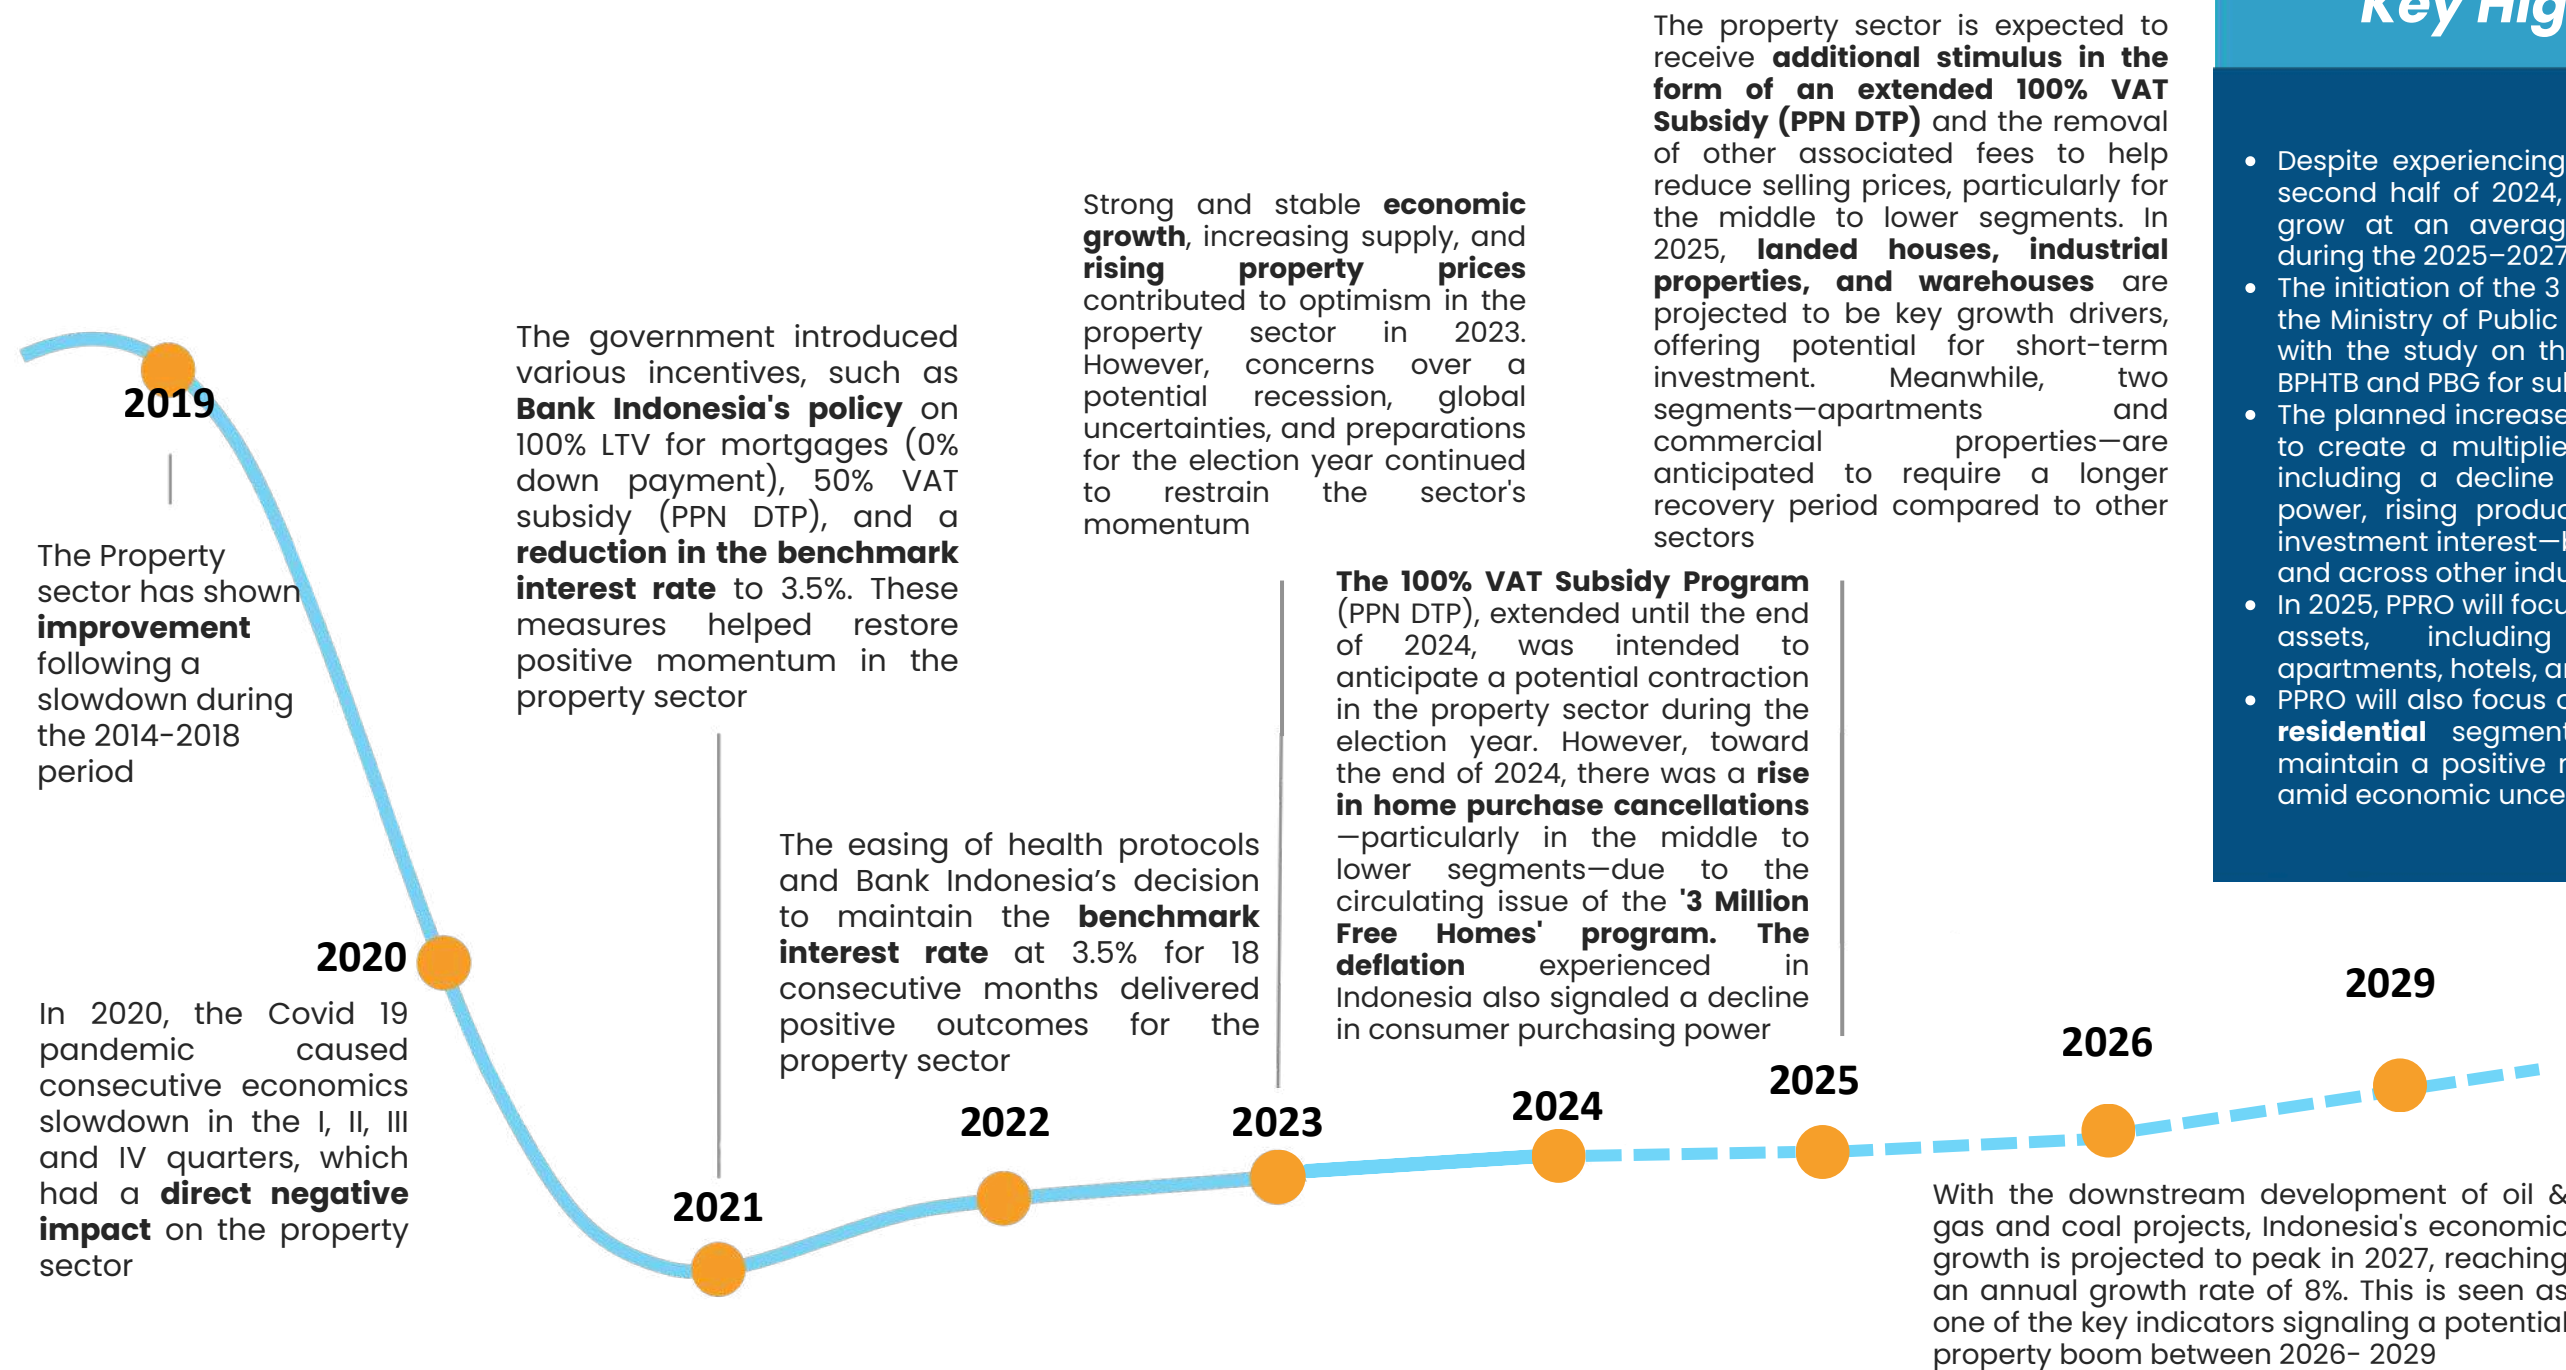 2019
The Property
sector has shown
improvement
following a
slowdown during
the 2014-2018
period
2020
In 2020, the Covid 19
pandemic caused
consecutive economics
slowdown in the I, II, III
and IV quarters, which
had a direct negative
impact on the property
sector
The government introduced
various incentives, such as
Bank Indonesia's policy on
100% LTV for mortgages (0%
down payment), 50% VAT
subsidy (PPN DTP), and a
reduction in the benchmark
interest rate to 3.5%. These
measures helped restore
positive momentum in the
property sector
2021
The easing of health protocols
and Bank Indonesia’s decision
to maintain the benchmark
interest rate at 3.5% for 18
consecutive months delivered
positive outcomes for the
property sector
2022
Strong and stable economic
growth, increasing supply, and
rising property prices
contributed to optimism in the
property sector in 2023.
However, concerns over a
potential recession, global
uncertainties, and preparations
for the election year continued
to restrain the sector's
momentum
2023
The 100% VAT Subsidy Program
(PPN DTP), extended until the end
of 2024, was intended to
anticipate a potential contraction
in the property sector during the
election year. However, toward
the end of 2024, there was a rise
in home purchase cancellations
—particularly in the middle to
lower segments—due to the
circulating issue of the '3 Million
Free Homes' program. The
deflation experienced in
Indonesia also signaled a decline
in consumer purchasing power
2024
The property sector is expected to
receive additional stimulus in the
form of an extended 100% VAT
Subsidy (PPN DTP) and the removal
of other associated fees to help
reduce selling prices, particularly for
the middle to lower segments. In
2025, landed houses, industrial
properties, and warehouses are
projected to be key growth drivers,
offering potential for short-term
investment. Meanwhile, two
segments—apartments and
commercial properties—are
anticipated to require a longer
recovery period compared to other
sectors
2025
2026
2029
With the downstream development of oil &
gas and coal projects, Indonesia's economic
growth is projected to peak in 2027, reaching
an annual growth rate of 8%. This is seen as
one of the key indicators signaling a potential
property boom between 2026- 2029
Key Hig
• Despite experiencing
second half of 2024,
grow at an averag
during the 2025–2027
• The initiation of the 3
the Ministry of Public
with the study on th
BPHTB and PBG for su
• The planned increase
to create a multiplie
including a decline
power, rising produc
investment interest—
and across other indu
• In 2025, PPRO will focu
assets, including
apartments, hotels, a
• PPRO will also focus
residential segment
maintain a positive
amid economic unce